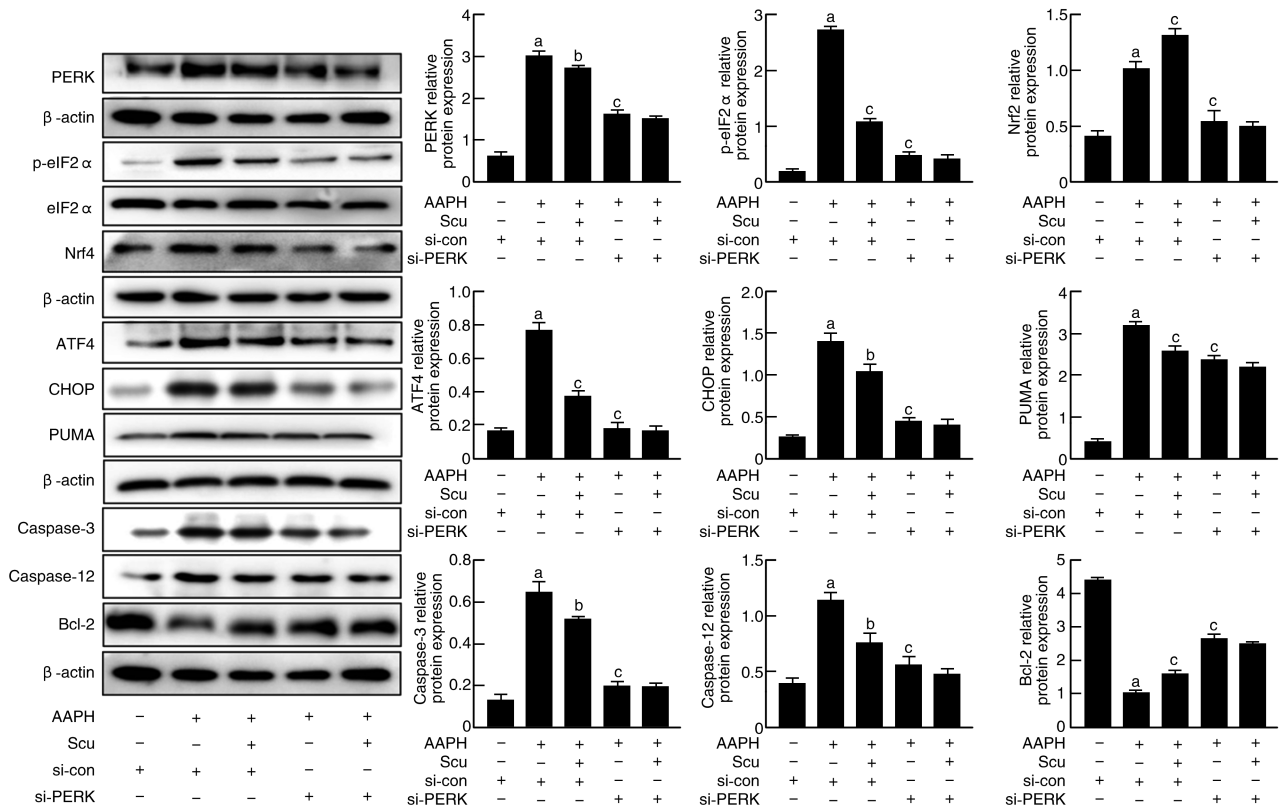 PERK
β-actin
p-eIF2α
eIF2α
Nrf4
β-actin
ATF4
CHOP
PUMA
β-actin
Caspase-3
Caspase-12
Bcl-2
β-actin
AAPH – + + + +
Scu – – + – +
si-con + + + – –
si-PERK – – – + +
PERK relative
protein expression
4
3
2
1
0
a
b
c
AAPH – + + + +
Scu – – + – +
si-con + + + – –
si-PERK – – – + +
p-eIF2α relative
protein expression
3
2
1
0
a
c
c
AAPH – + + + +
Scu – – + – +
si-con + + + – –
si-PERK – – – + +
Nrf2 relative
protein expression
1.5
1.0
0.5
0
a
c
c
AAPH – + + + +
Scu – – + – +
si-con + + + – –
si-PERK – – – + +
ATF4 relative
protein expression
1.0
0.8
0.6
0.4
0.2
0
a
c
c
AAPH – + + + +
Scu – – + – +
si-con + + + – –
si-PERK – – – + +
CHOP relative
protein expression
2.0
1.5
1.0
0.5
0
a
b
c
AAPH – + + + +
Scu – – + – +
si-con + + + – –
si-PERK – – – + +
PUMA relative
protein expression
4
3
2
1
0
a
c
c
AAPH – + + + +
Scu – – + – +
si-con + + + – –
si-PERK – – – + +
Caspase-3 relative
protein expression
0.8
0.6
0.4
0.2
0
a
b
c
AAPH – + + + +
Scu – – + – +
si-con + + + – –
si-PERK – – – + +
Caspase-12 relative
protein expression
1.5
1.0
0.5
0
a
b
c
AAPH – + + + +
Scu – – + – +
si-con + + + – –
si-PERK – – – + +
Bcl-2 relative
protein expression
5
4
3
2
1
0
a
c
c
AAPH – + + + +
Scu – – + – +
si-con + + + – –
si-PERK – – – + +